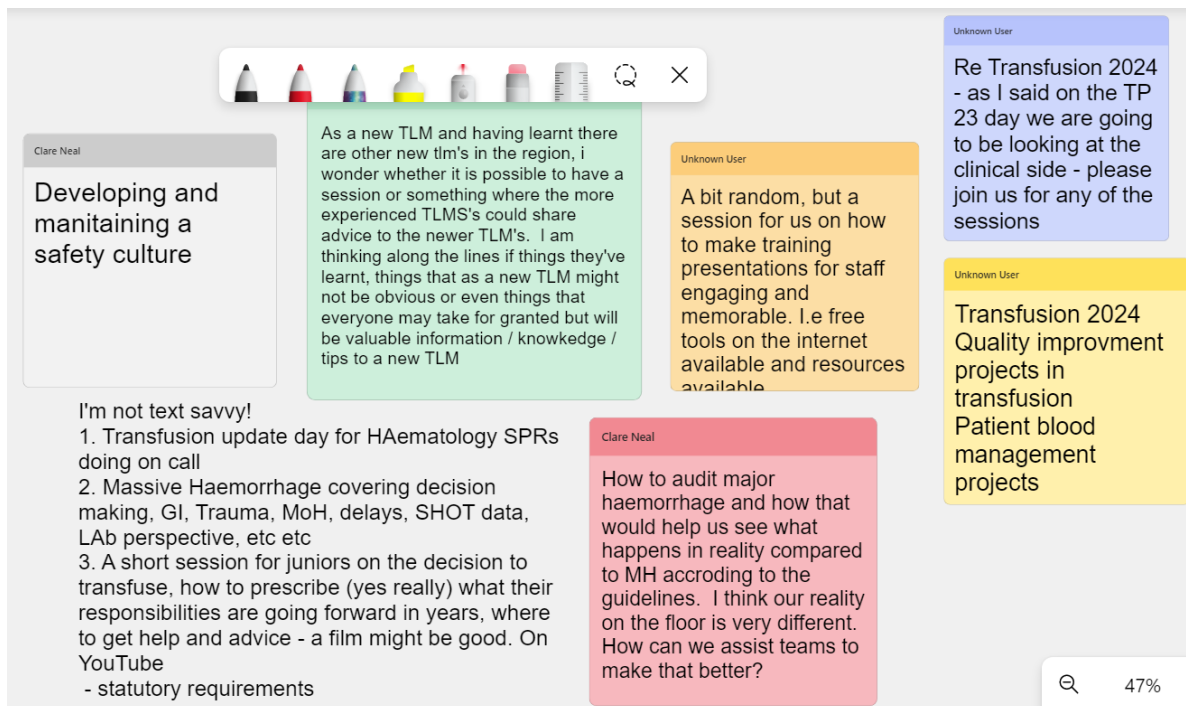 Clare Neal
Developing and
manitaining a
safety culture
As a new TLM and having learnt there
are other new tlm's in the region, i
wonder whether it is possible to have a
session or something where the more
experienced TLMS's could share
advice to the newer TLM's.  I am
thinking along the lines if things they've
learnt, things that as a new TLM might
not be obvious or even things that
everyone may take for granted but will
be valuable information / knowkedge /
tips to a new TLM
Unknown User
A bit random, but a
session for us on how
to make training
presentations for staff
engaging and
memorable. I.e free
tools on the internet
available and resources
available
Unknown User
Re Transfusion 2024
- as I said on the TP
23 day we are going
to be looking at the
clinical side - please
join us for any of the
sessions
Unknown User
Transfusion 2024
Quality improvment
projects in
transfusion
Patient blood
management
projects
I'm not text savvy!
1. Transfusion update day for HAematology SPRs
doing on call
2. Massive Haemorrhage covering decision
making, GI, Trauma, MoH, delays, SHOT data,
LAb perspective, etc etc
3. A short session for juniors on the decision to
transfuse, how to prescribe (yes really) what their
responsibilities are going forward in years, where
to get help and advice - a film might be good. On
YouTube
- statutory requirements
Clare Neal
How to audit major
haemorrhage and how that
would help us see what
happens in reality compared
to MH accroding to the
guidelines.  I think our reality
on the floor is very different.
How can we assist teams to
make that better?
47%